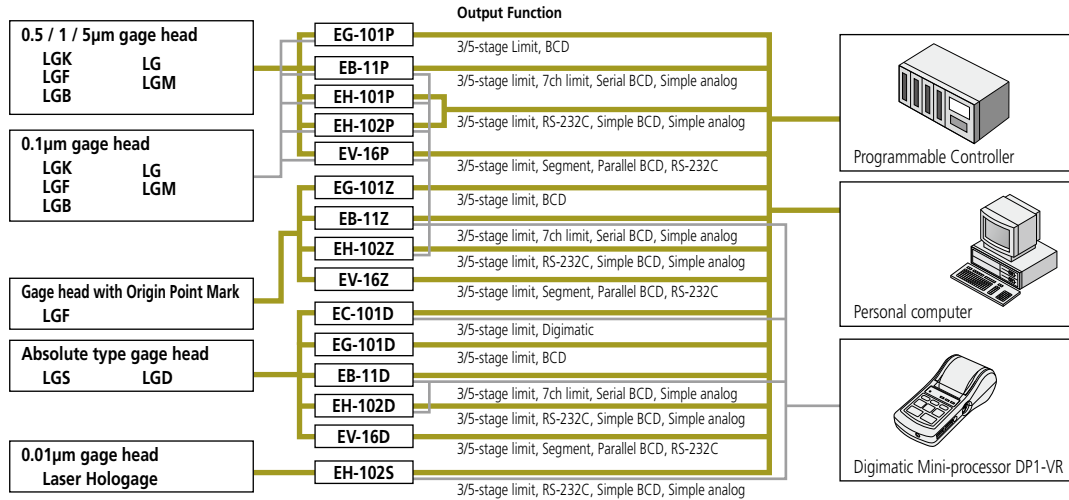 Output Function
0.5 / 1 / 5µm gage head
LGK LG
LGF LGM
LGB
0.1µm gage head
LGK LG
LGF LGM
LGB
Gage head with Origin Point Mark
LGF
Absolute type gage head
LGS LGD
0.01µm gage head
Laser Hologage
EG-101P
3/5-stage Limit, BCD
EB-11P
3/5-stage limit, 7ch limit, Serial BCD, Simple analog
EH-101P
EH-102P
3/5-stage limit, RS-232C, Simple BCD, Simple analog
EV-16P
3/5-stage limit, Segment, Parallel BCD, RS-232C
EG-101Z
3/5-stage limit, BCD
EB-11Z
3/5-stage limit, 7ch limit, Serial BCD, Simple analog
EH-102Z
3/5-stage limit, RS-232C, Simple BCD, Simple analog
EV-16Z
3/5-stage limit, Segment, Parallel BCD, RS-232C
EC-101D
3/5-stage limit, Digimatic
EG-101D
3/5-stage limit, BCD
EB-11D
3/5-stage limit, 7ch limit, Serial BCD, Simple analog
EH-102D
3/5-stage limit, RS-232C, Simple BCD, Simple analog
EV-16D
3/5-stage limit, Segment, Parallel BCD, RS-232C
EH-102S
3/5-stage limit, RS-232C, Simple BCD, Simple analog
Programmable Controller
Personal computer
Digimatic Mini-processor DP1-VR